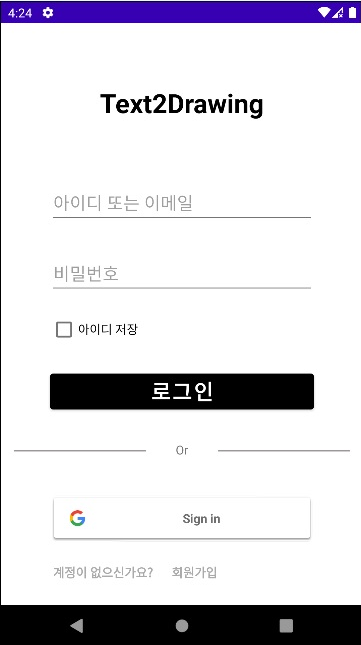 4:24
Text2Drawing
아이디 또는 이메일
비밀번호
아이디 저장
로그인
Or
Sign in
계정이 없으신가요? 회원가입